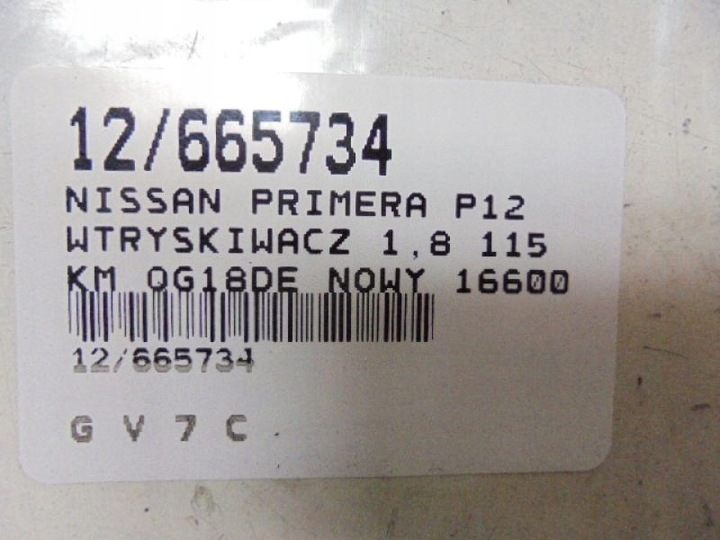 12/665734
NISSAN PRIMERA P12
WTRYSKIWACZ 1,8 115
KM QG18DE NOWY 16600
12/665734
G V 7 C